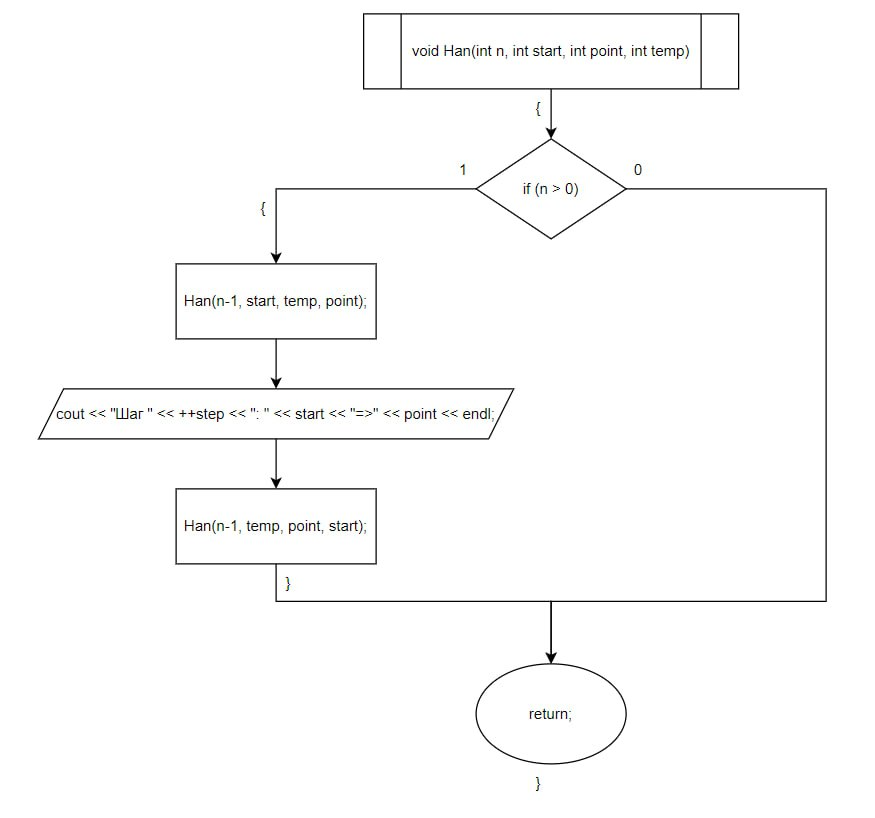 void Han(int n, int start, int point, int temp)
{
1
0
if (n > 0)
{
Han(n-1, start, temp, point);
cout << "Шаг " << ++step << ": " << start << "=>" << point << endl;
Han(n-1, temp, point, start);
}
return;
}